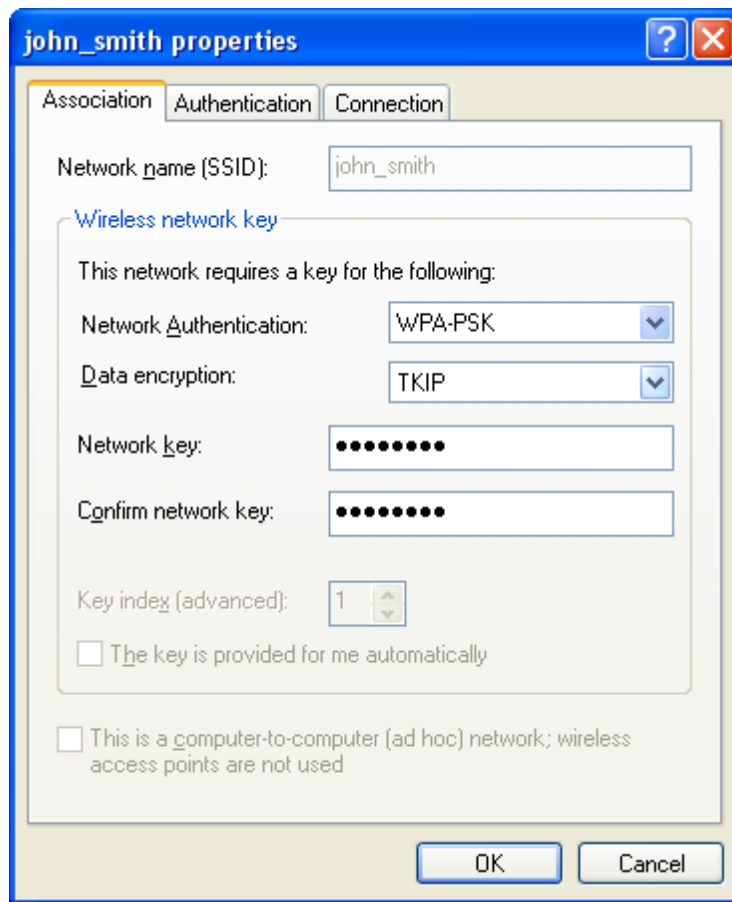 john_smith properties
Association Authentication Connection
Network name (SSID): john_smith
Wireless network key
This network requires a key for the following:
Network Authentication: WPA-PSK
Data encryption: TKIP
Network key: ••••••••
Confirm network key: ••••••••
Key index (advanced): 1
The key is provided for me automatically
This is a computer-to-computer (ad hoc) network; wireless
access points are not used
OK Cancel